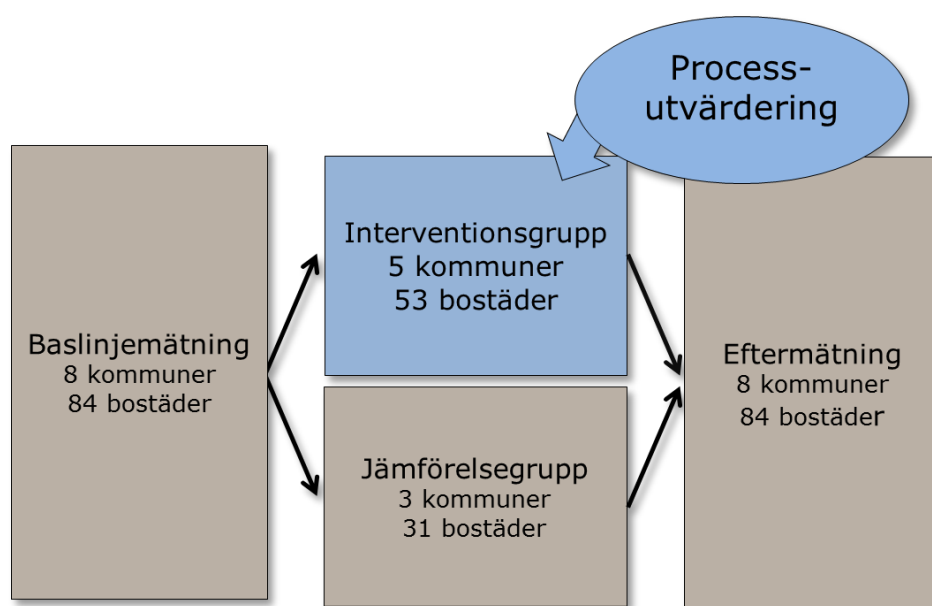 Process-
utvärdering
Baslinjemätning
8 kommuner
84 bostäder
Interventionsgrupp
5 kommuner
53 bostäder
Jämförelsegrupp
3 kommuner
31 bostäder
Eftermätning
8 kommuner
84 bostäder